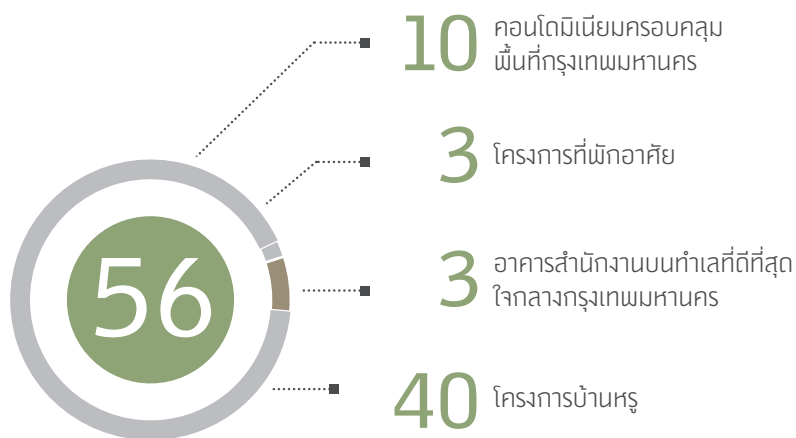 10
คอนโดมิเนียมครอบคลุม
พื้นที่กรุงเทพมหานคร
3
โครงการที่พักอาศัย
56
3
อาคารสำนักงานบนทำเลที่ดีที่สุด
ใจกลางกรุงเทพมหานคร
40
โครงการบ้านหรู